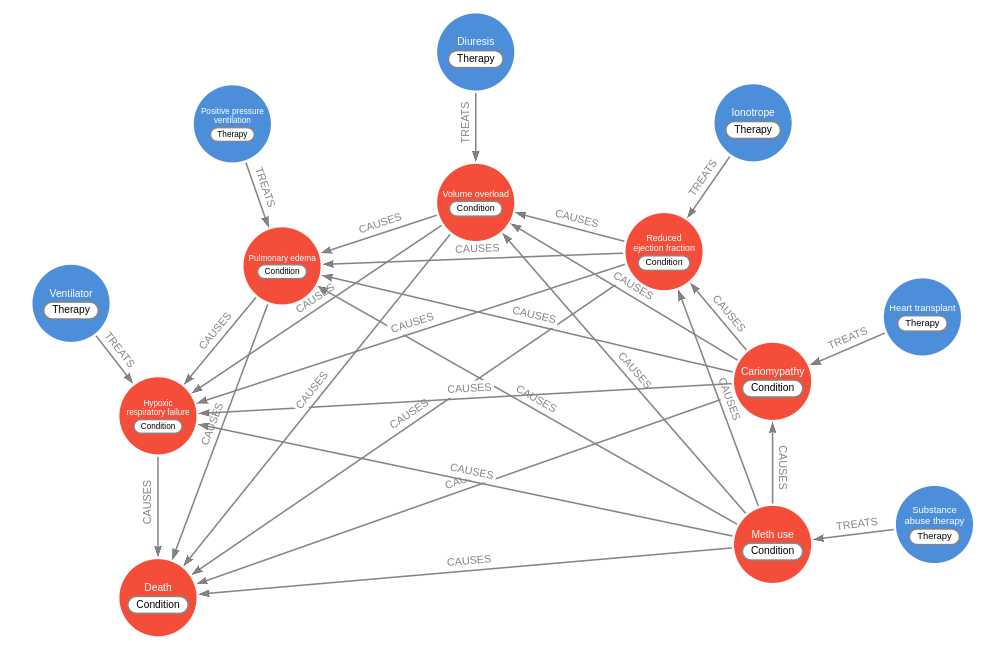 Diuresis
Therapy
Positive pressure
ventilation
Therapy
Ionotrope
Therapy
TREATS
TREATS
TREATS
Volume overload
Condition
CAUSES
CAUSES
CAUSES
Reduced
ejection fraction
Condition
Pulmonary edema
Condition
Ventilator
Therapy
CAUSES
CAUSES
Heart transplant
Therapy
CAUSES
CAUSES
CAUSES
CAUSES
TREATS
TREATS
Cariomypathy
Condition
CAUSES
CAUSES
CAUSES
CAUSES
CAUSES
CAUSES
Hypoxic
respiratory failure
Condition
CAUSES
CAUSES
CAUSES
CAUSES
CAUSES
Substance
abuse therapy
Therapy
TREATS
Meth use
Condition
CAUSES
Death
Condition